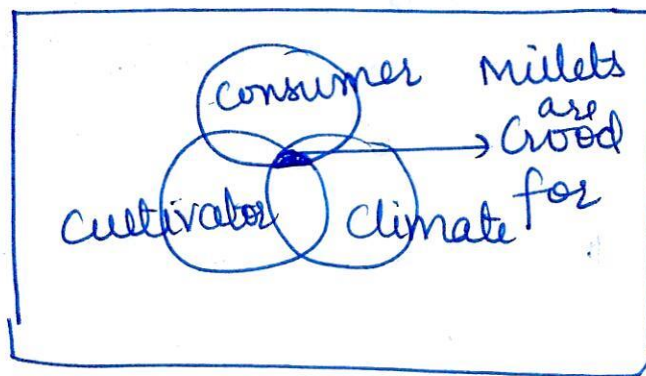 consumer
Millets
are
Good
for
cultivator
climate